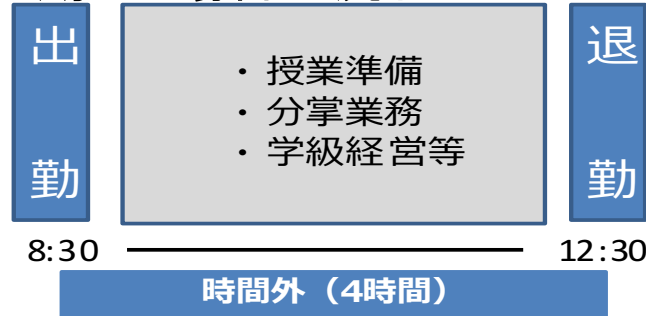 出勤
・授業準備
・分掌業務
・学級経営等
退勤
8:30
12:30
時間外（4時間）